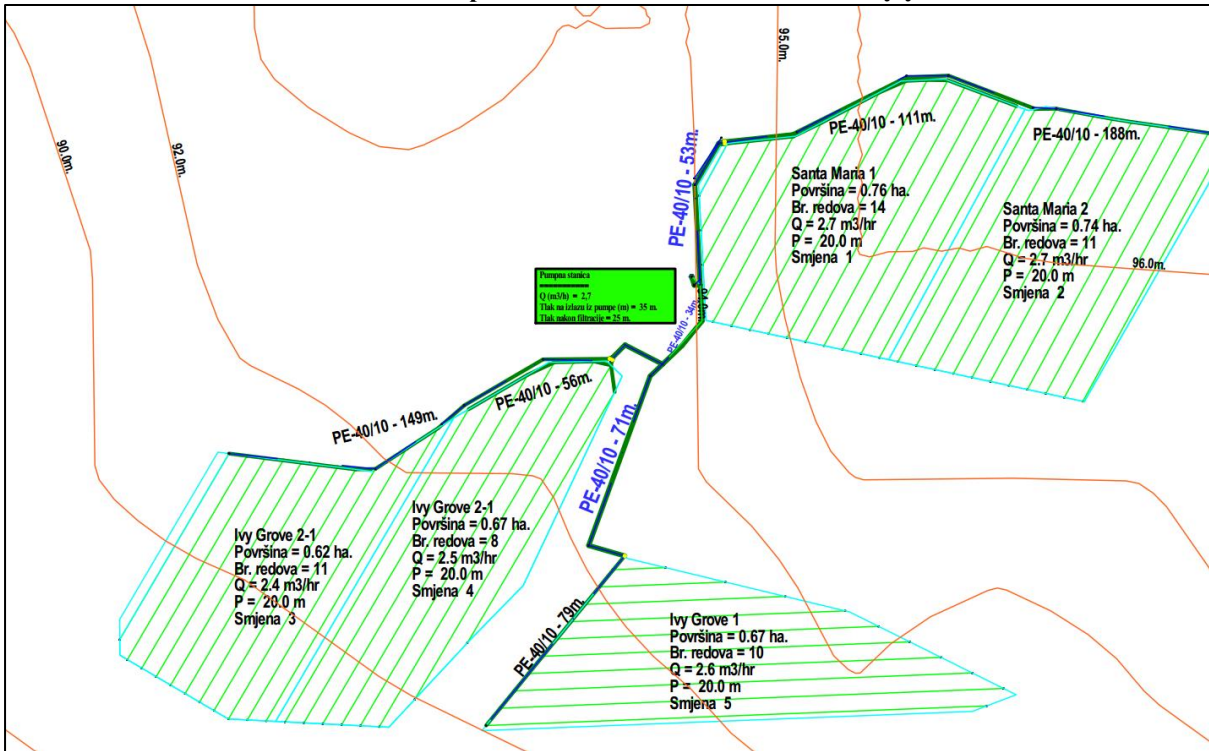 95.0m.
90.0m.
92.0m.
PE-40/10 - 53m.
PE-40/10 - 111m.
PE-40/10 - 188m.
Santa Maria 1
Površina = 0.76 ha.
Br. redova = 14
Q = 2.7 m3/hr
P = 20.0 m
Smjena 1
Santa Maria 2
Površina = 0.74 ha.
Br. redova = 11
Q = 2.7 m3/hr
P = 20.0 m
Smjena 2
96.0m.
Pumpna stanica
Q (m3/h) = 2,7
Tlak na izlazu iz pumpe (m) = 35 m.
Tlak nakon filtracije = 25 m.
PE-40/10 - 34m.
PE-40/10 - 56m.
PE-40/10 - 149m.
PE-40/10 - 71m.
Ivy Grove 2-1
Površina = 0.67 ha.
Br. redova = 8
Q = 2.5 m3/hr
P = 20.0 m
Smjena 4
Ivy Grove 2-1
Površina = 0.62 ha.
Br. redova = 11
Q = 2.4 m3/hr
P = 20.0 m
Smjena 3
PE-40/10 - 79m.
Ivy Grove 1
Površina = 0.67 ha.
Br. redova = 10
Q = 2.6 m3/hr
P = 20.0 m
Smjena 5